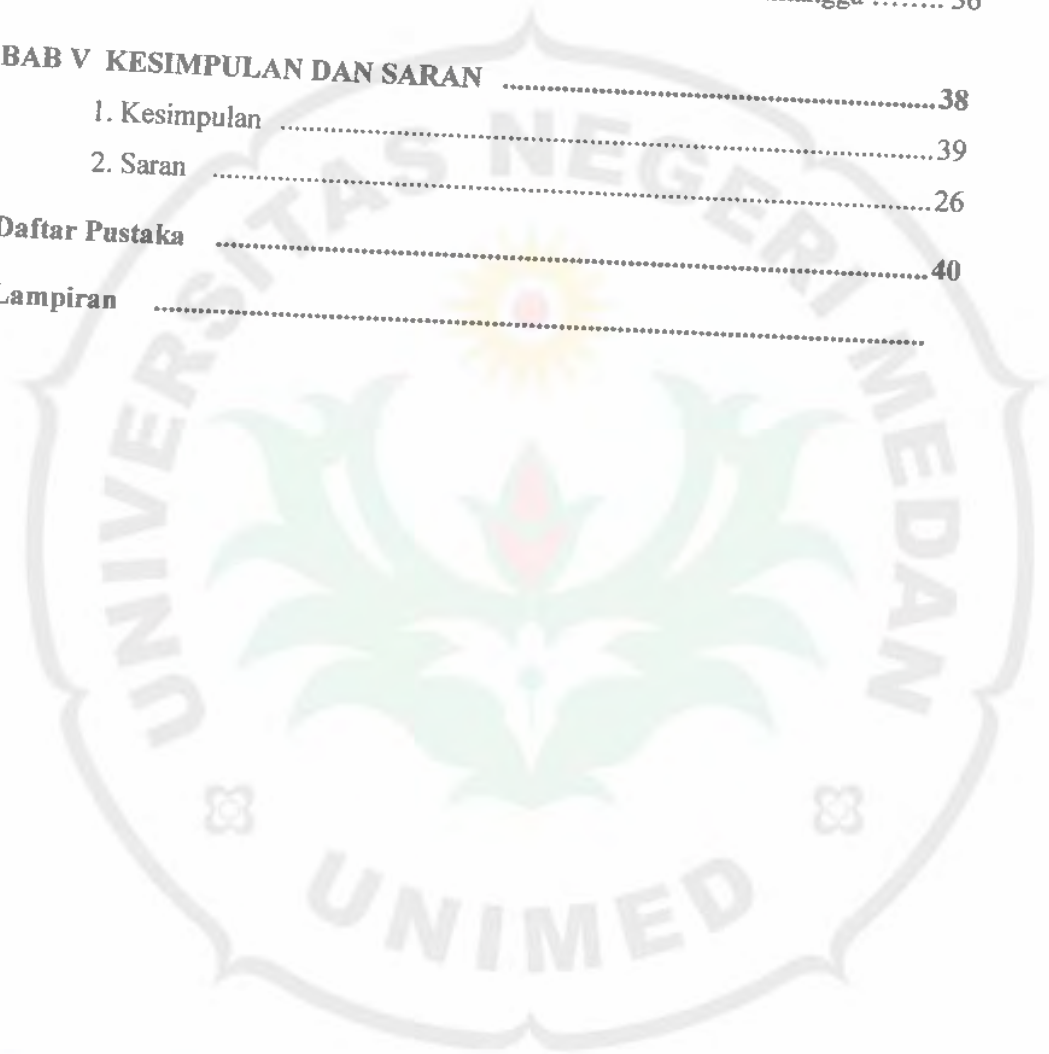 ........ 36
BAB V KESIMPULAN DAN SARAN ........................................................ 38
1. Kesimpulan ........................................................ 39
2. Saran ........................................................ 26
Daftar Pustaka ........................................................ 40
Lampiran ........................................................
UNIVERSITAS NEGERI MEDAN
UNIMED